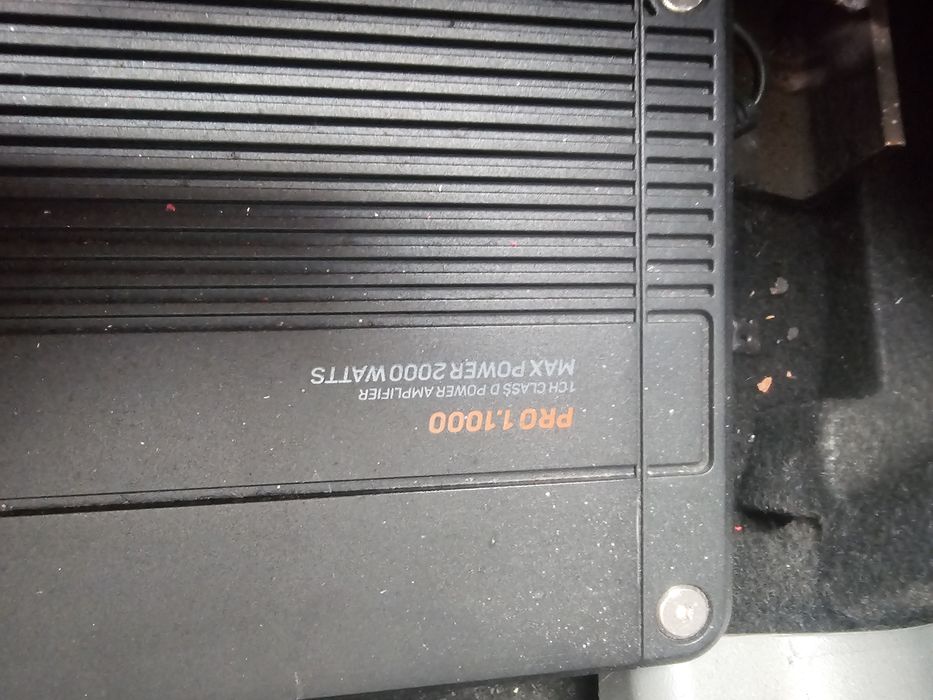 PRO 1.1000
1CH CLASS D POWER AMPLIFIER
MAX POWER 2000 WATTS